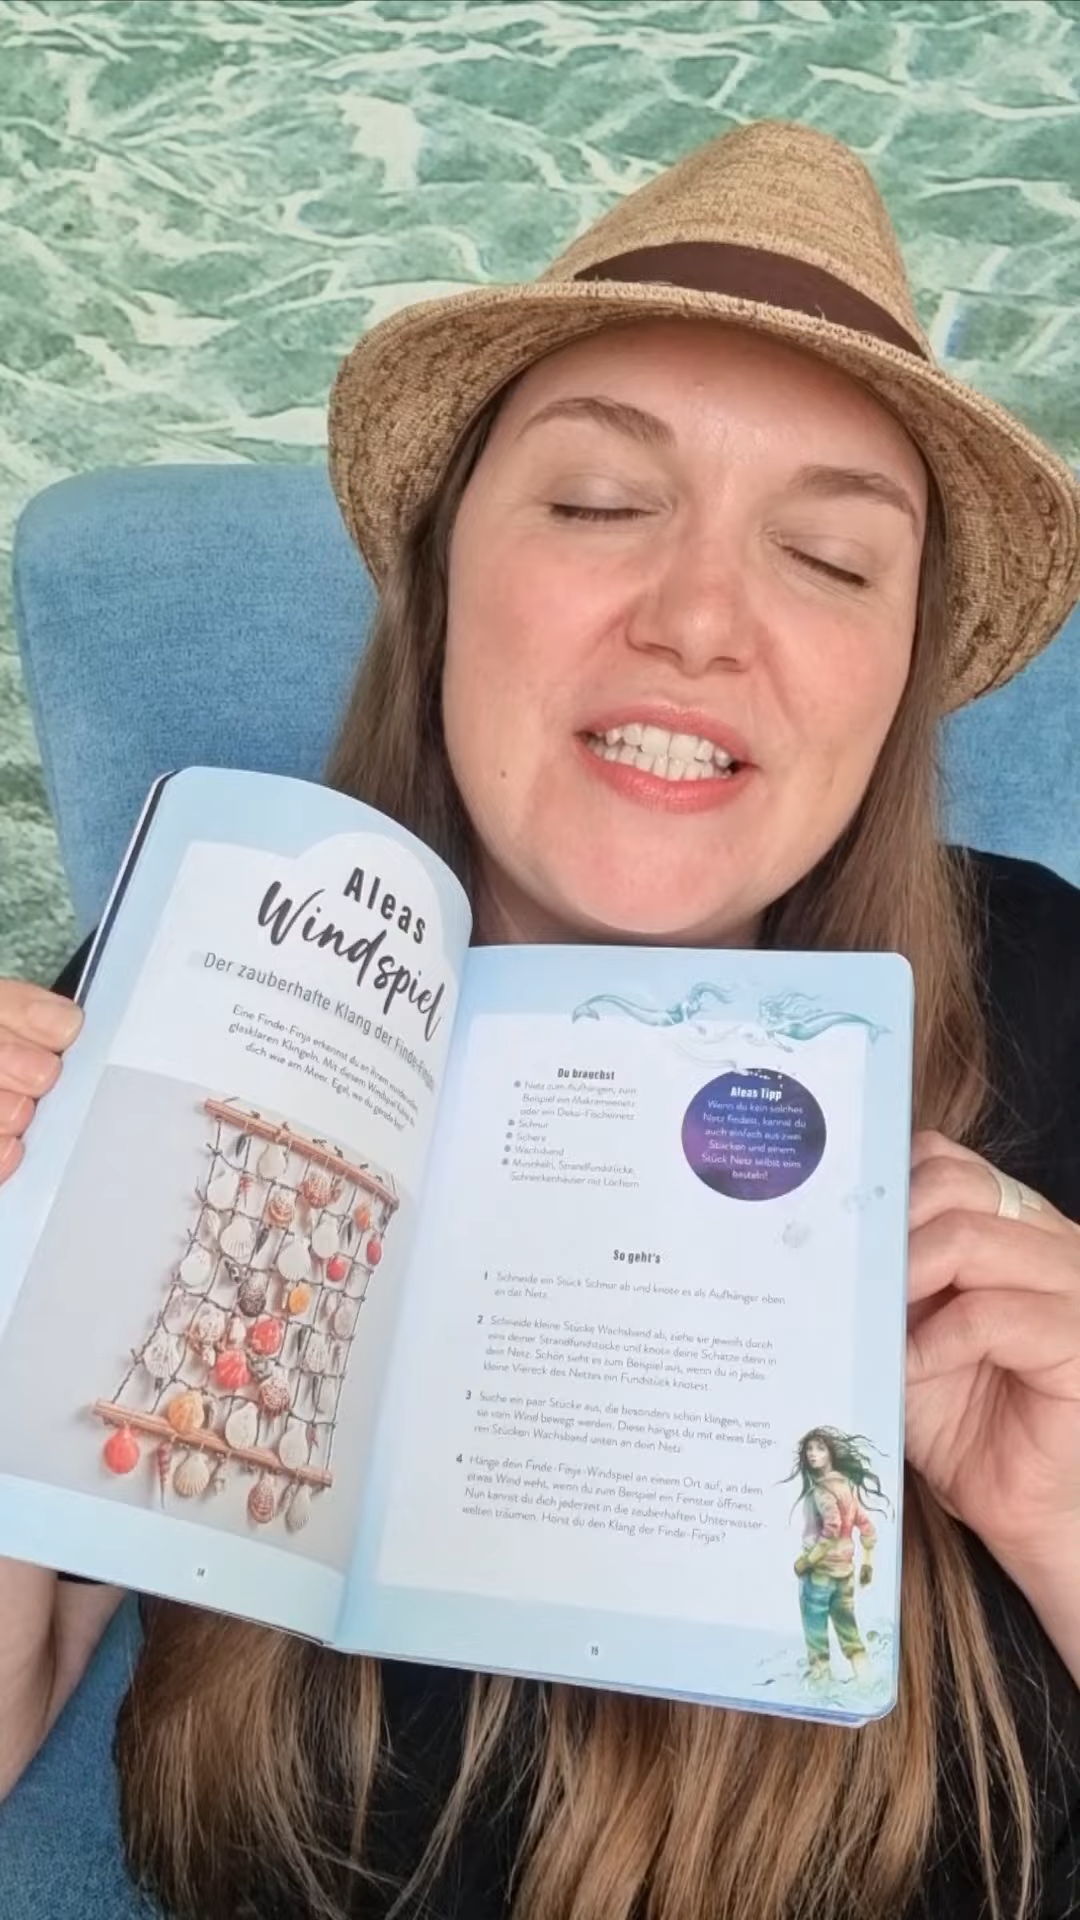 Aleas
Windspiel
Der zauberhafte Klang der Finde-Finjas
Eine Finde-Finja erkennst du an ihrem wundervollen,
glasklaren Klingeln. Mit diesem Windspiel fühlst du
dich wie am Meer. Egal, wo du gerade bist!
14
Du brauchst
Netz zum Aufhängen, zum
Beispiel ein Makrameenetz
oder ein Deko-Fischernetz
Schnur
Schere
Wachsband
Muscheln, Strandfundstücke,
Schneckenhäuser mit Löchern
Aleas Tipp
Wenn du kein solches
Netz findest, kannst du
auch einfach aus zwei
Stöcken und einem
Stück Netz selbst eins
basteln!
So geht's
1 Schneide ein Stück Schnur ab und knote es als Aufhänger oben
an das Netz.
2 Schneide kleine Stücke Wachsband ab, ziehe sie jeweils durch
eins deiner Strandfundstücke und knote deine Schätze dann in
dein Netz. Schön sieht es zum Beispiel aus, wenn du in jedes
kleine Viereck des Netzes ein Fundstück knotest.
3 Suche ein paar Stücke aus, die besonders schön klingen, wenn
sie vom Wind bewegt werden. Diese hängst du mit etwas länge-
ren Stücken Wachsband unten an dein Netz.
4 Hänge dein Finde-Finja-Windspiel an einem Ort auf, an dem
etwas Wind weht, wenn du zum Beispiel ein Fenster öffnest.
Nun kannst du dich jederzeit in die zauberhaften Unterwasser-
welten träumen. Hörst du den Klang der Finde-Finjas?
15